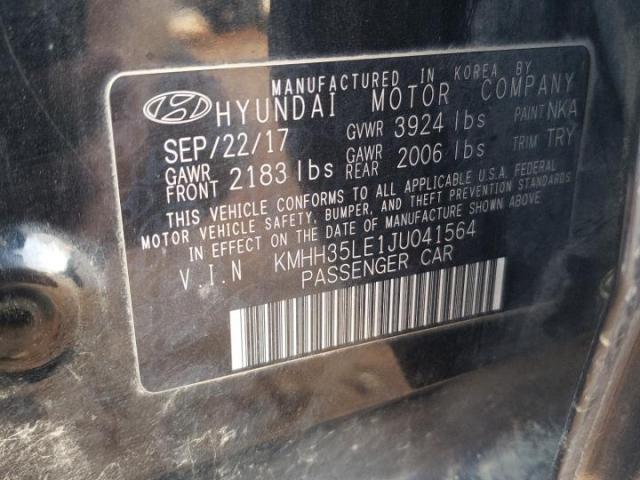 MANUFACTURED IN KOREA BY
HYUNDAI MOTOR COMPANY
SEP/22/17 GVWR 3924 lbs PAINT NKA
GAWR FRONT 2183 lbs GAWR REAR 2006 lbs TRIM TRY
THIS VEHICLE CONFORMS TO ALL APPLICABLE U.S.A. FEDERAL
MOTOR VEHICLE SAFETY, BUMPER, AND THEFT PREVENTION STANDARDS
IN EFFECT ON THE DATE OF MANUFACTURE SHOWN ABOVE.
V.I.N KMHH35LE1JU041564
PASSENGER CAR